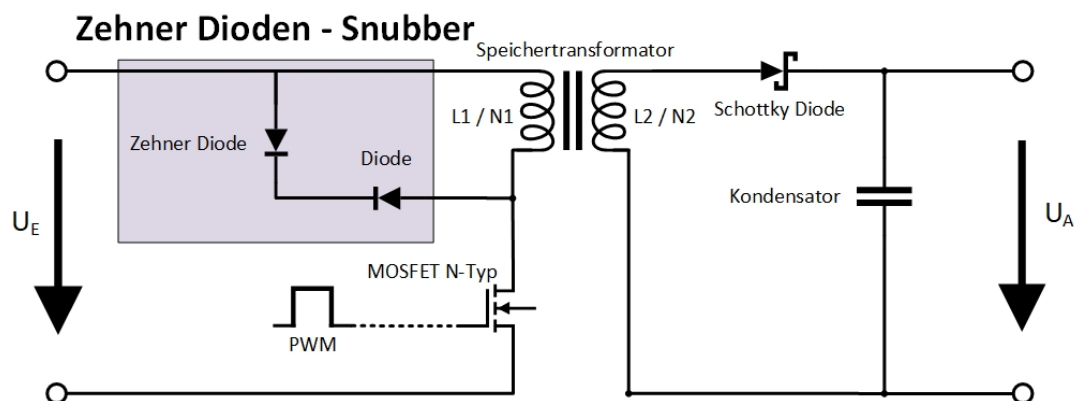 Zehner Dioden - Snubber
Speichertransformator
L1 / N1
L2 / N2
Schottky Diode
Zehner Diode
Diode
Kondensator
UE
UA
MOSFET N-Typ
PWM